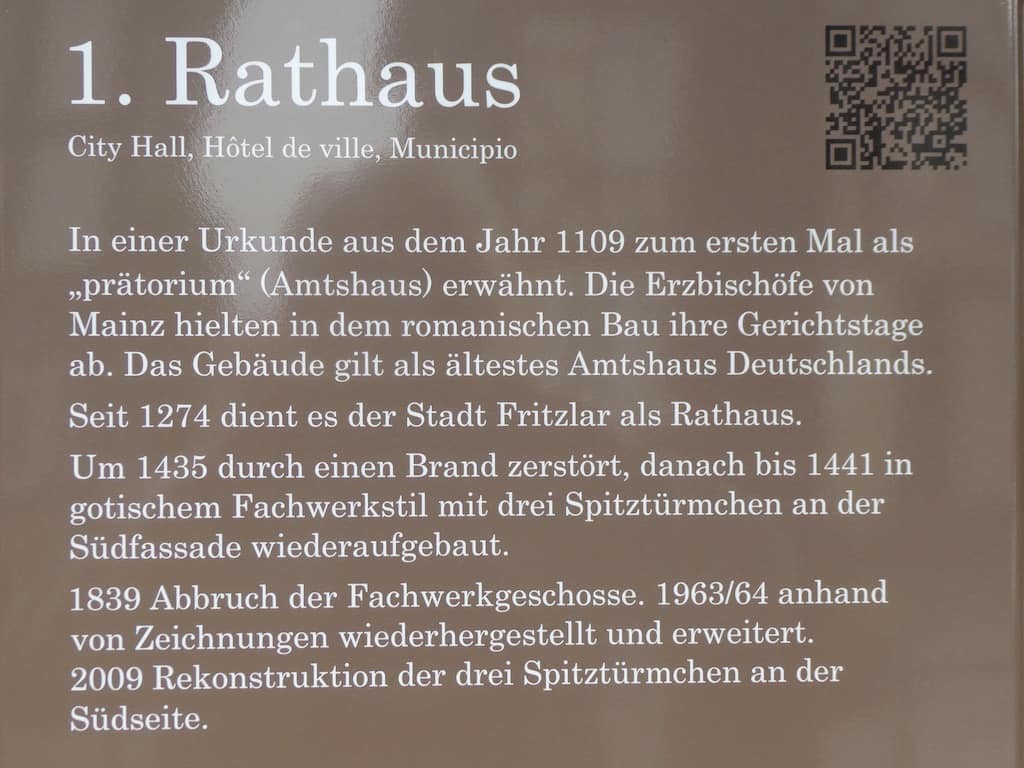 1. Rathaus
City Hall, Hôtel de ville, Municipio
In einer Urkunde aus dem Jahr 1109 zum ersten Mal als
„prätorium“ (Amtshaus) erwähnt. Die Erzbischöfe von
Mainz hielten in dem romanischen Bau ihre Gerichtstage
ab. Das Gebäude gilt als ältestes Amtshaus Deutschlands.
Seit 1274 dient es der Stadt Fritzlar als Rathaus.
Um 1435 durch einen Brand zerstört, danach bis 1441 in
gotischem Fachwerkstil mit drei Spitztürmchen an der
Südfassade wiederaufgebaut.
1839 Abbruch der Fachwerkgeschosse. 1963/64 anhand
von Zeichnungen wiederhergestellt und erweitert.
2009 Rekonstruktion der drei Spitztürmchen an der
Südseite.